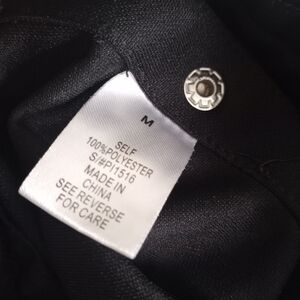 M
SELF
100%POLYESTER
S/#PI1516
MADE IN
CHINA
SEE REVERSE
FOR CARE